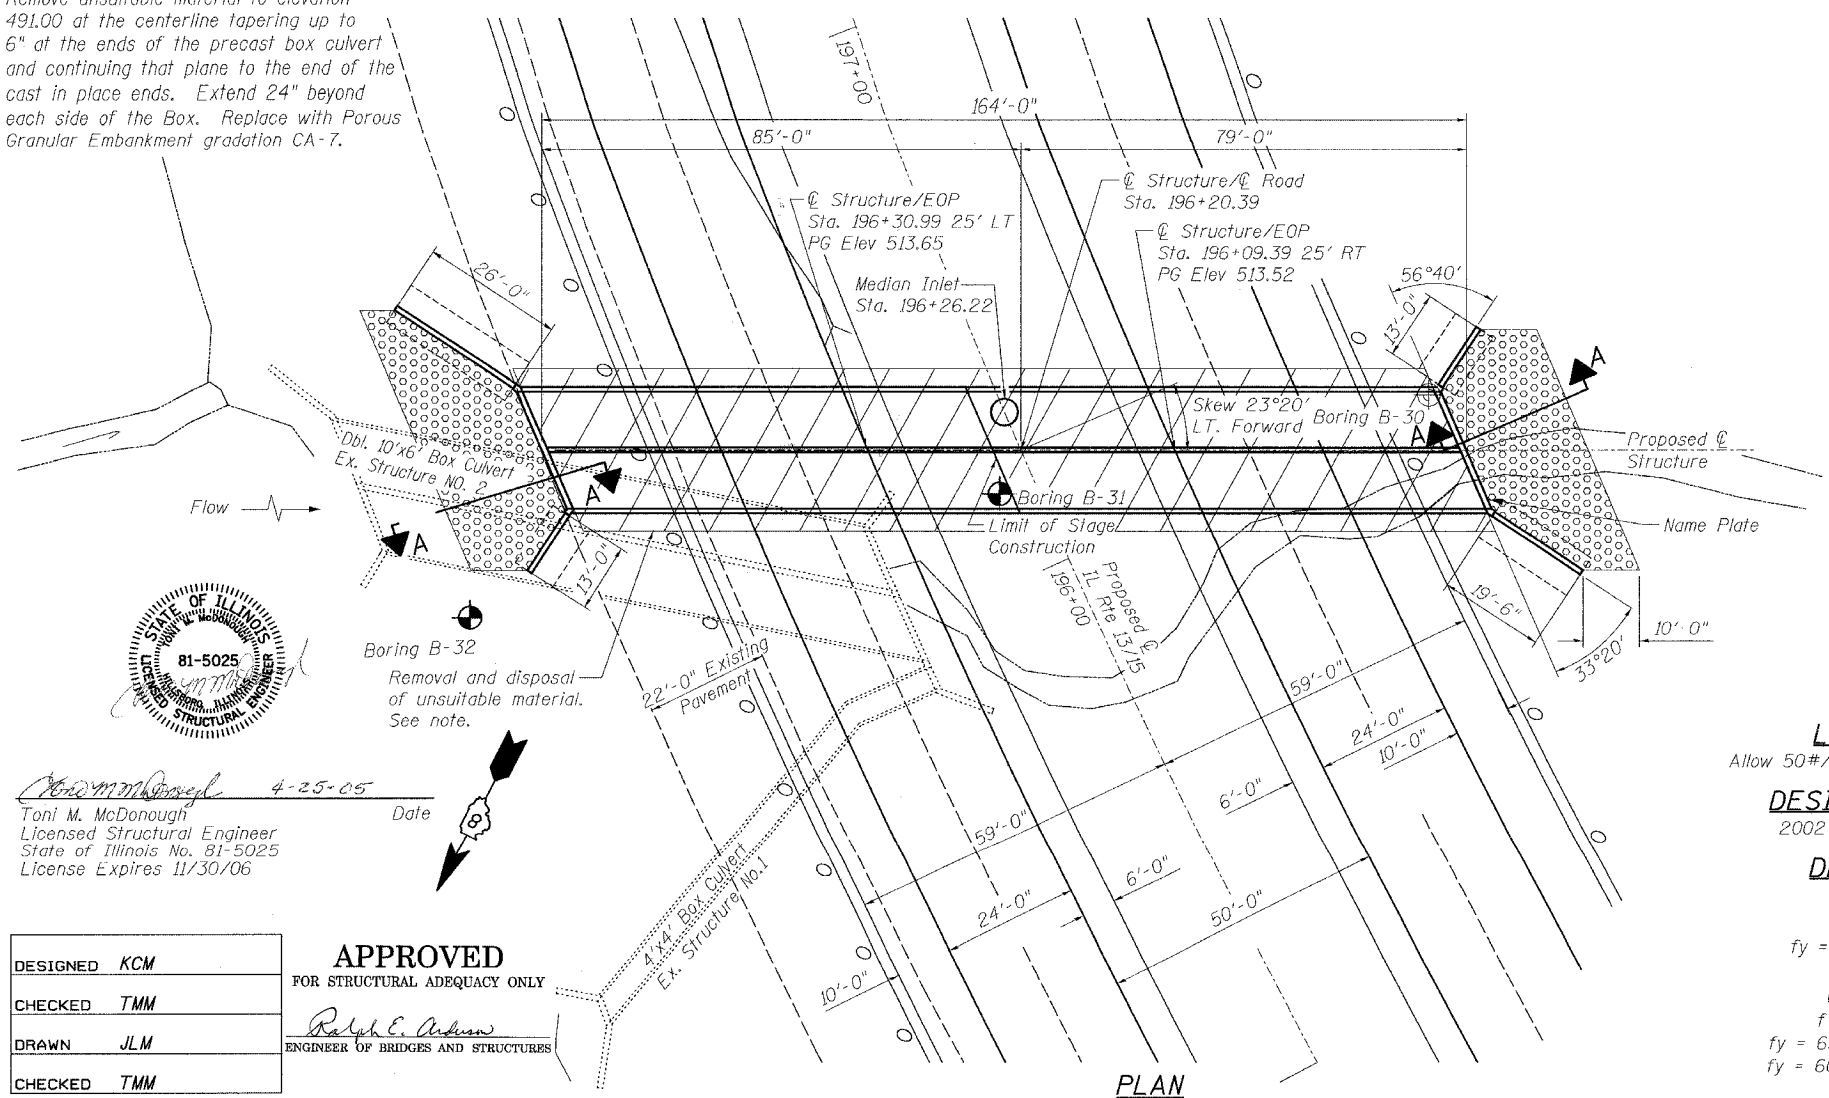 Remove unsuitable material to elevation
491.00 at the centerline tapering up to
6" at the ends of the precast box culvert
and continuing that plane to the end of the
cast in place ends. Extend 24" beyond
each side of the Box. Replace with Porous
Granular Embankment gradation CA-7.
197+00
164'-0"
85'-0"
79'-0"
℄ Structure/EOP
Sta. 196+30.99 25' LT
PG Elev 513.65
℄ Structure/℄ Road
Sta. 196+20.39
℄ Structure/EOP
Sta. 196+09.39 25' RT
PG Elev 513.52
Median Inlet
Sta. 196+26.22
26'-0"
56°40'
13'-0"
A
Skew 23°20'
LT. Forward
Boring B-30
A
Proposed ℄
Structure
Dbl. 10'x6' Box Culvert
Ex. Structure NO. 2
Flow
A
A
Boring B-31
Limit of Stage
Construction
Name Plate
13'-0"
Proposed ℄
IL Rte 13/15
196+00
19'-6"
10'-0"
33°20'
STATE OF ILLINOIS
TONI M. McDONOUGH
81-5025
HILLSBORO, ILLINOIS
LICENSED STRUCTURAL ENGINEER
Boring B-32
Removal and disposal
of unsuitable material.
See note.
22'-0" Existing
Pavement
59'-0"
24'-0"
10'-0"
6'-0"
59'-0"
6'-0"
24'-0"
50'-0"
10'-0"
4'x4' Box Culvert
Ex. Structure No.1
8
4-25-05
Toni M. McDonough
Date
Licensed Structural Engineer
State of Illinois No. 81-5025
License Expires 11/30/06
DESIGNED KCM
CHECKED TMM
DRAWN JLM
CHECKED TMM
APPROVED
FOR STRUCTURAL ADEQUACY ONLY
Ralph E. Anderson
ENGINEER OF BRIDGES AND STRUCTURES
PLAN
L
Allow 50#/
DESI
2002
fy =
f
fy = 6
fy = 60